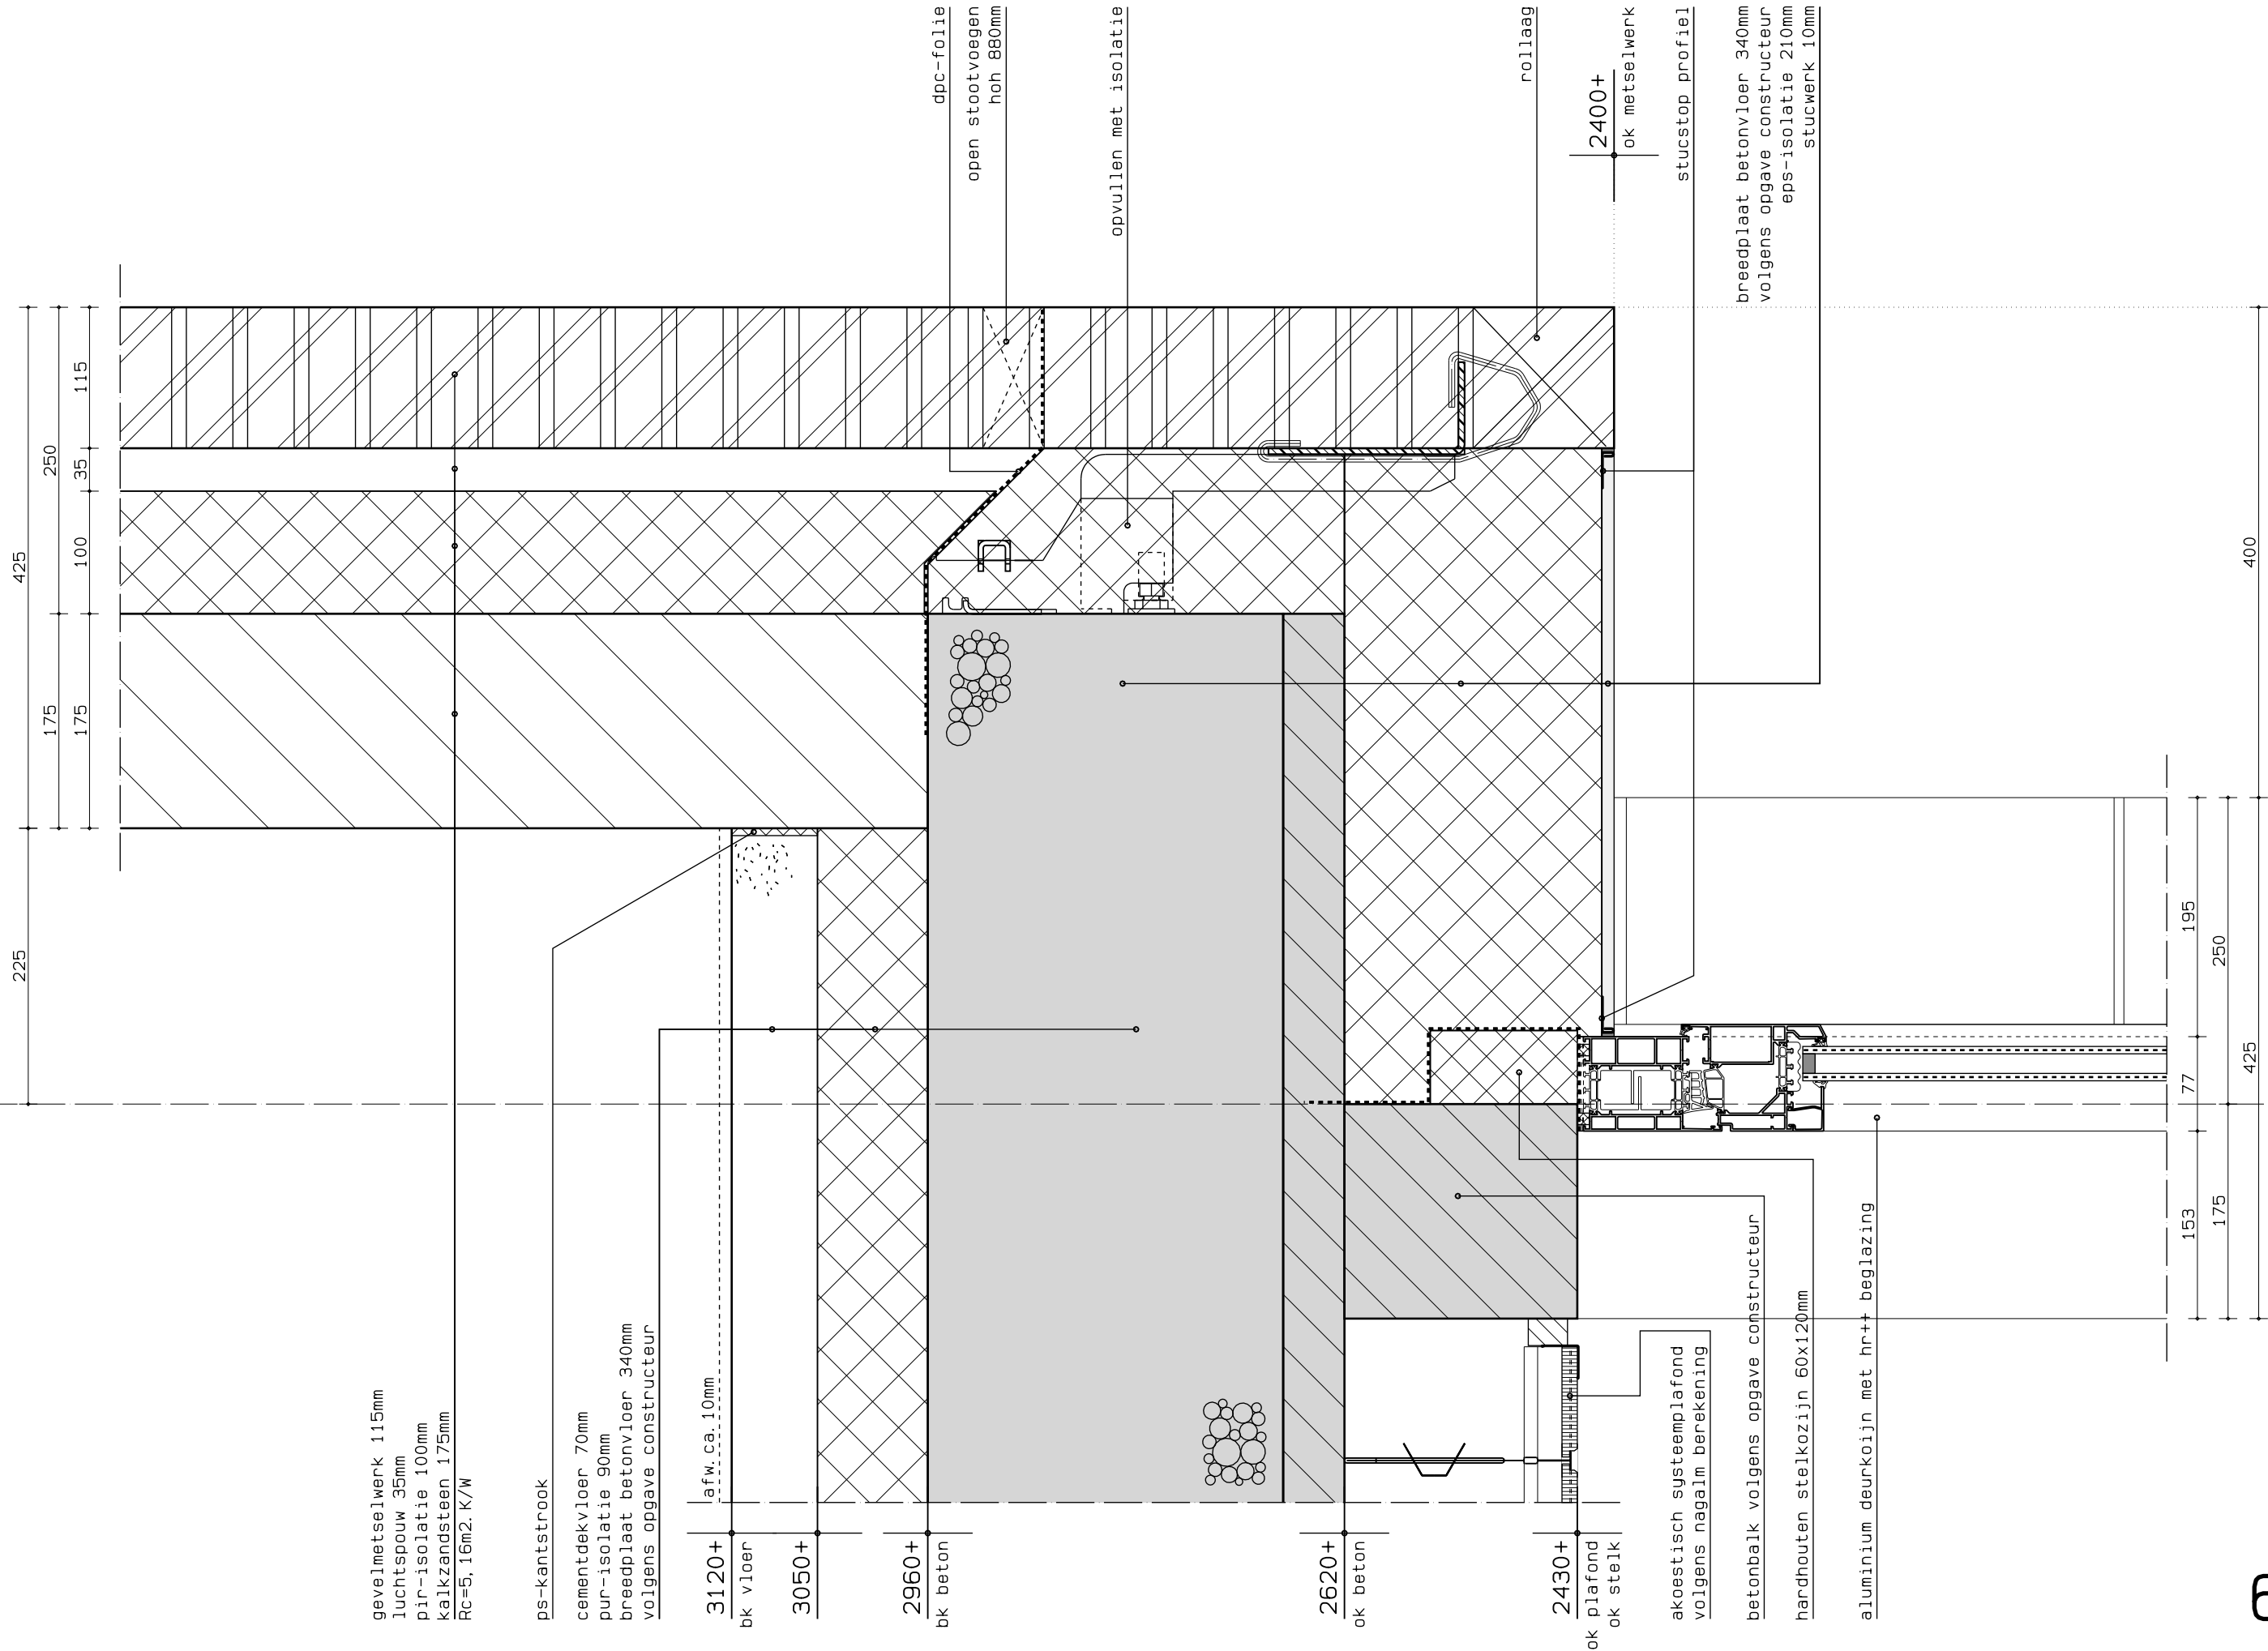 gevelmetselwerk 115mm
luchtspouw 35mm
pir-isolatie 100mm
kalkzandsteen 175mm
Rc=5,16m2.K/W
ps-kantstrook
cementdekvloer 70mm
pur-isolatie 90mm
breedplaat betonvloer 340mm
volgens opgave constructeur
afw. ca. 10mm
3120+
bk vloer
3050+
2960+
bk beton
2620+
ok beton
2430+
ok plafond
ok stelk
akoestisch systeemplafond
volgens nagalm berekening
betonbalk volgens opgave constructeur
hardhouten stelkozijn 60x120mm
aluminium deurkoijn met hr++ beglazing
dpc-folie
open stootvoegen
hoh 880mm
opvullen met isolatie
rollaag
2400+
ok metselwerk
stucstop profiel
breedplaat betonvloer 340mm
volgens opgave constructeur
eps-isolatie 210mm
stucwerk 10mm
225
425
175
250
175
100
35
115
153
77
195
175
250
425
400
6